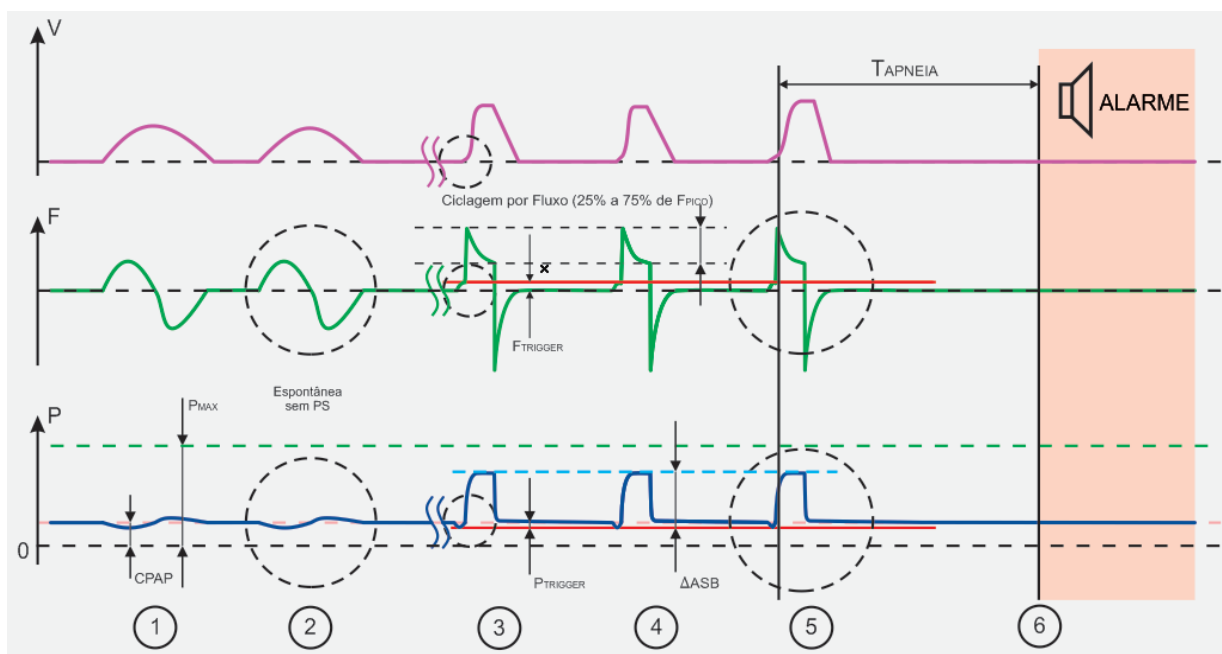 V
TAPNEIA
ALARME
Ciclagem por Fluxo (25% a 75% de FPICO)
F
x
FTRIGGER
Espontânea
sem PS
P
PMAX
0
CPAP
PTRIGGER
ΔASB
1
2
3
4
5
6